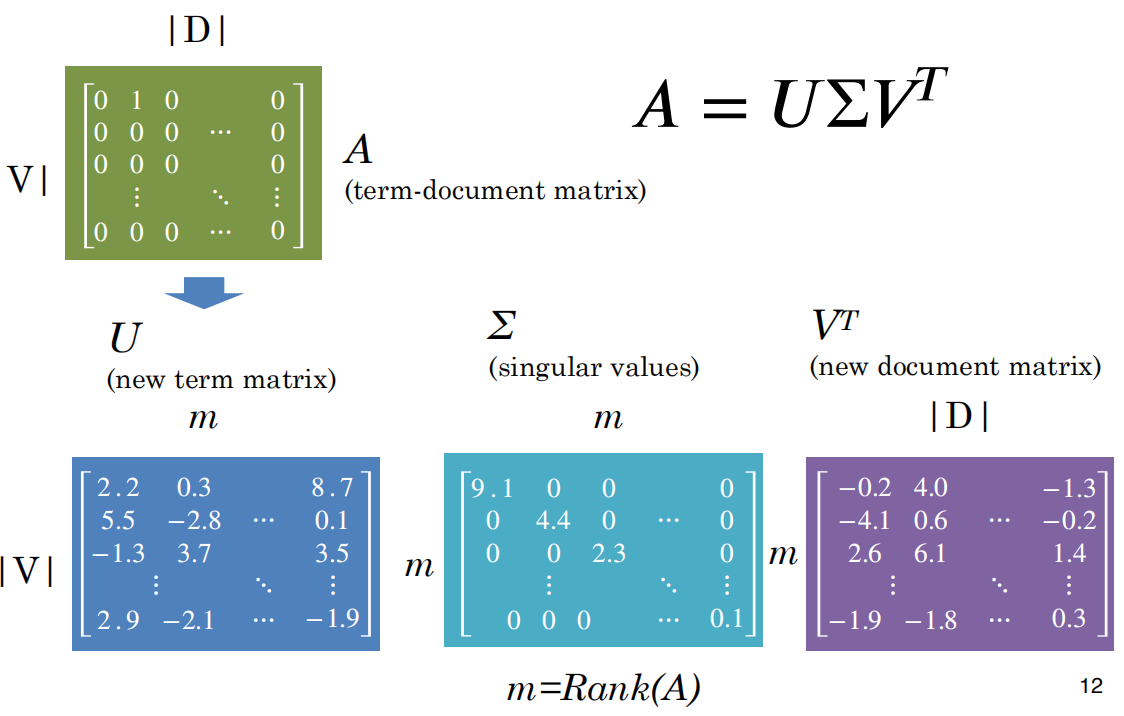 |D|
A = UΣVᵀ
0 1 0 0
0 0 0 ⋯ 0
V|
0 0 0 0
⋮ ⋱ ⋮
0 0 0 ⋯ 0
A
(term-document matrix)
U
(new term matrix)
m
|V|
2.2 0.3 8.7
5.5 −2.8 ⋯ 0.1
−1.3 3.7 3.5
⋮ ⋱ ⋮
2.9 −2.1 ⋯ −1.9
Σ
(singular values)
m
m
9.1 0 0 0
0 4.4 0 ⋯ 0
0 0 2.3 0
⋮ ⋱ ⋮
0 0 0 ⋯ 0.1
Vᵀ
(new document matrix)
|D|
m
−0.2 4.0 −1.3
−4.1 0.6 ⋯ −0.2
2.6 6.1 1.4
⋮ ⋱ ⋮
−1.9 −1.8 ⋯ 0.3
m=Rank(A)
12